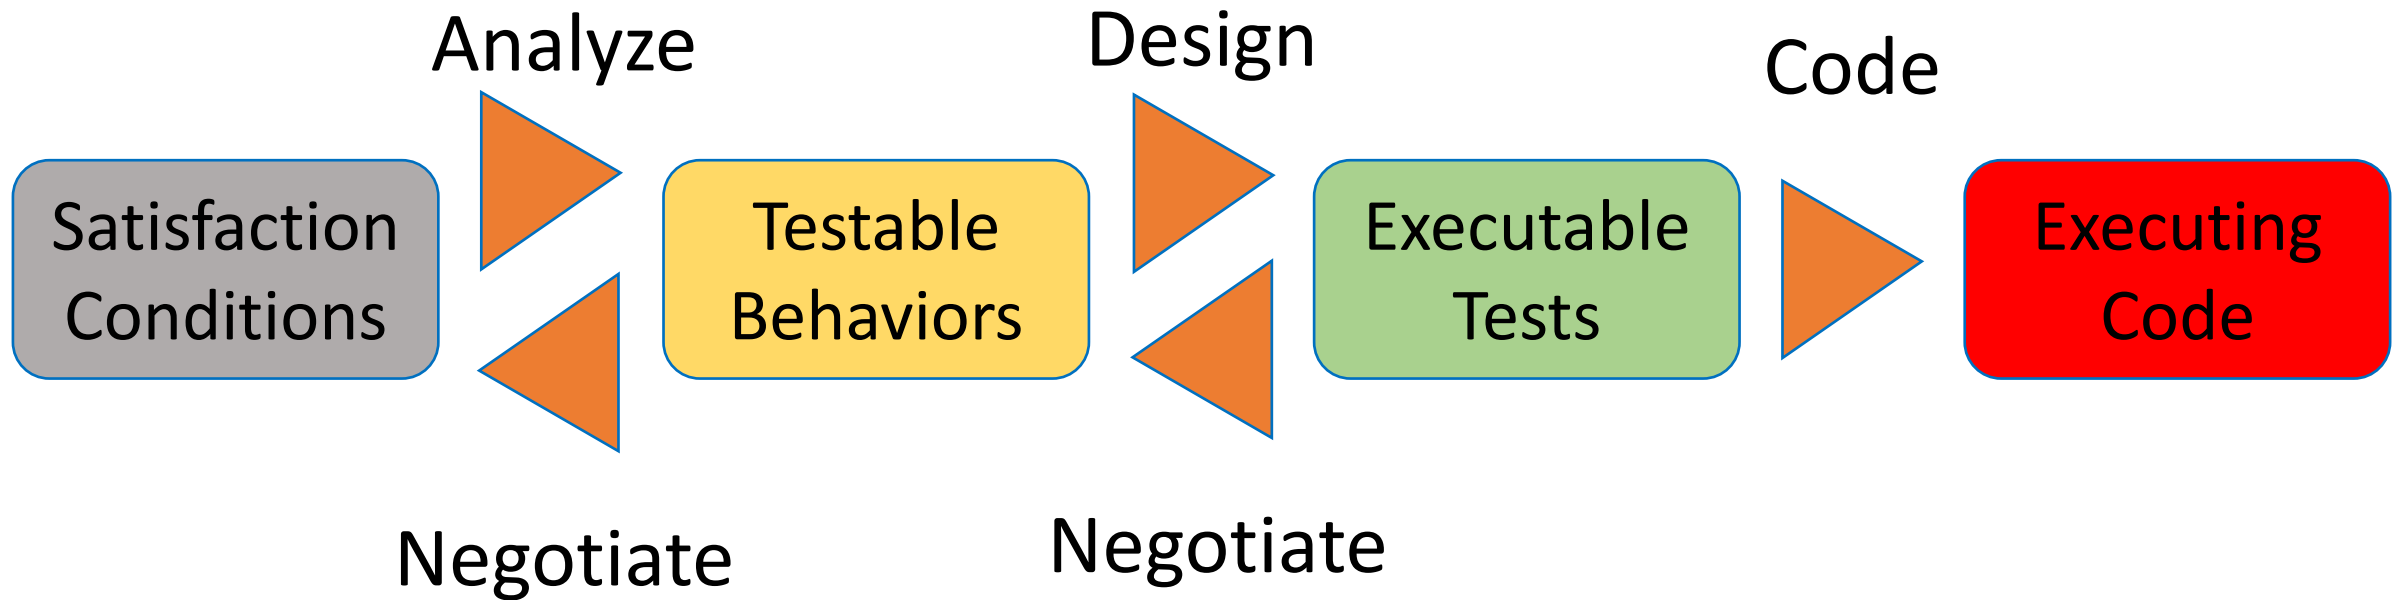 Analyze
Design
Code
Satisfaction
Conditions
Testable
Behaviors
Executable
Tests
Executing
Code
Negotiate
Negotiate